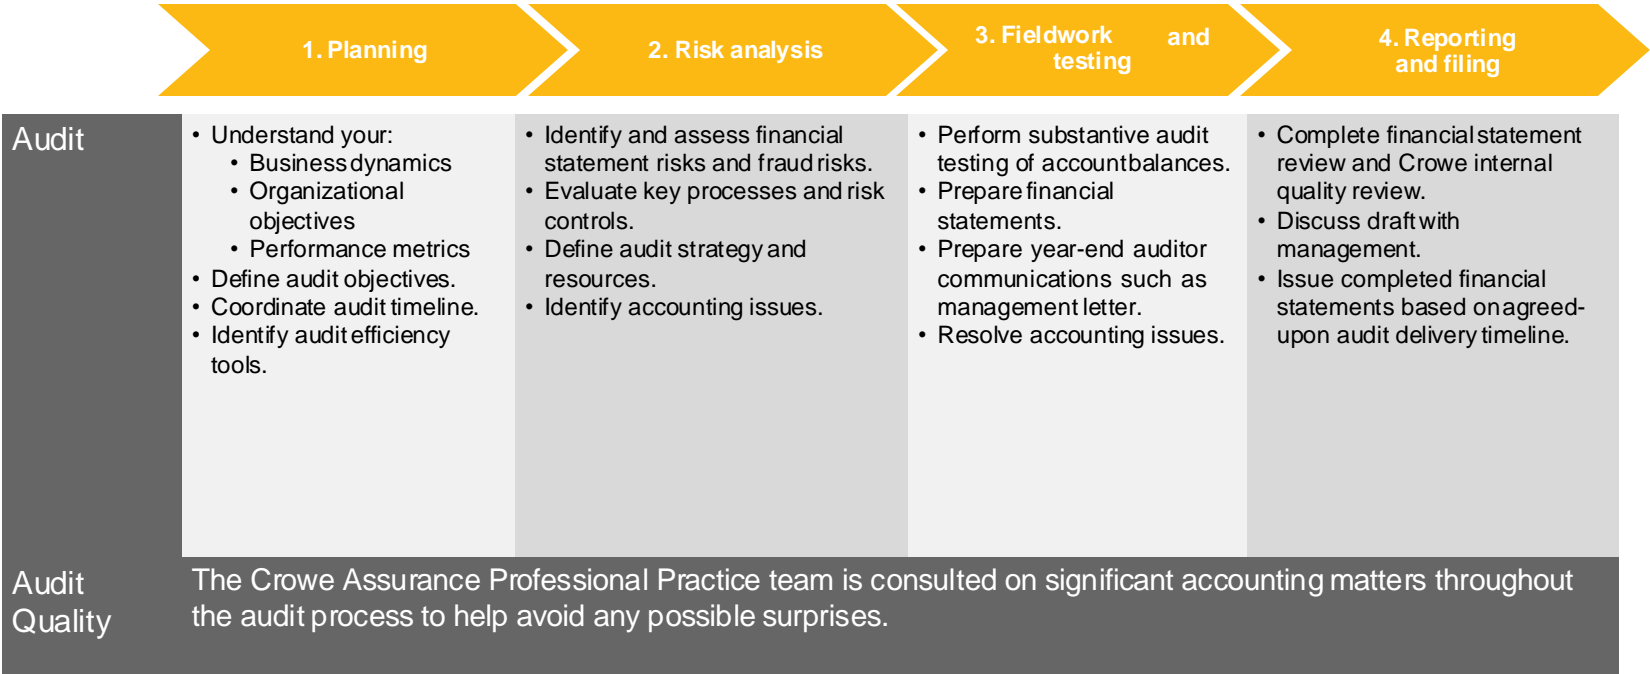 1. Planning
2. Risk analysis
3. Fieldwork and
testing
4. Reporting
and filing
Audit
• Understand your:
• Business dynamics
• Organizational
objectives
• Performance metrics
• Define audit objectives.
• Coordinate audit timeline.
• Identify audit efficiency
tools.
• Identify and assess financial
statement risks and fraud risks.
• Evaluate key processes and risk
controls.
• Define audit strategy and
resources.
• Identify accounting issues.
• Perform substantive audit
testing of account balances.
• Prepare financial
statements.
• Prepare year-end auditor
communications such as
management letter.
• Resolve accounting issues.
• Complete financial statement
review and Crowe internal
quality review.
• Discuss draft with
management.
• Issue completed financial
statements based on agreed-
upon audit delivery timeline.
Audit
Quality
The Crowe Assurance Professional Practice team is consulted on significant accounting matters throughout
the audit process to help avoid any possible surprises.